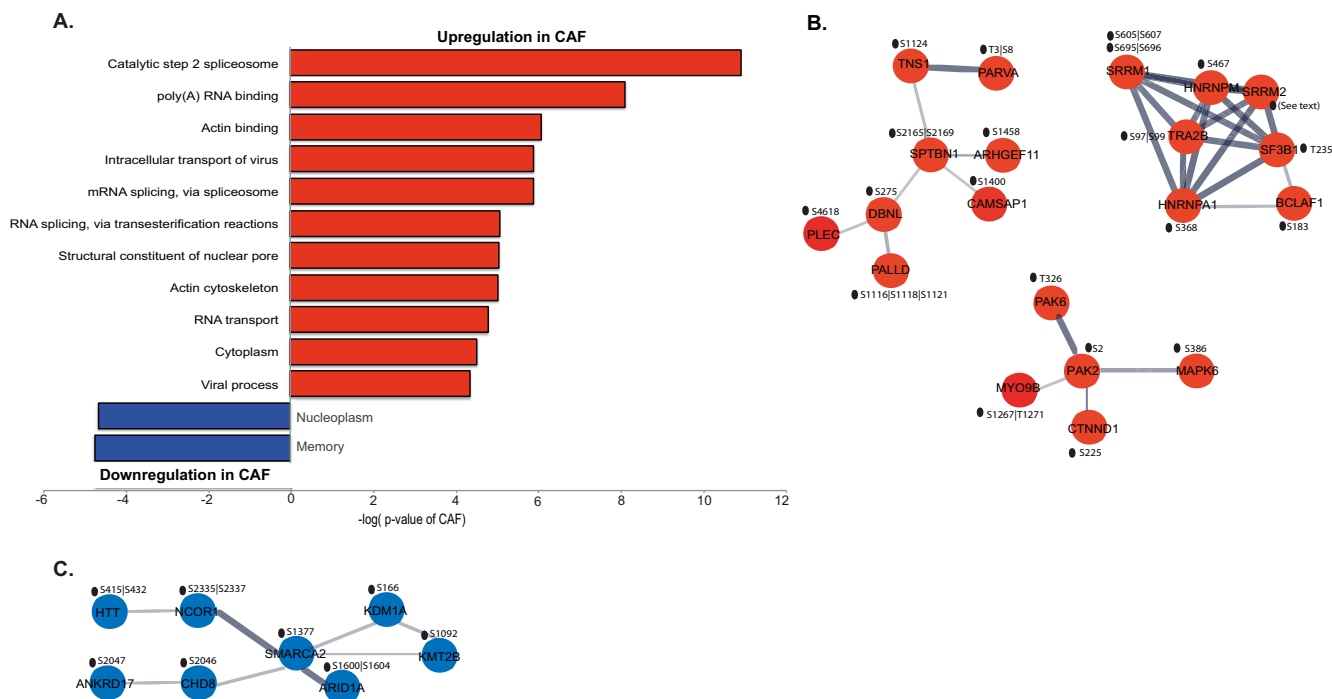 A.
Upregulation in CAF
Catalytic step 2 spliceosome
poly(A) RNA binding
Actin binding
Intracellular transport of virus
mRNA splicing, via spliceosome
RNA splicing, via transesterification reactions
Structural constituent of nuclear pore
Actin cytoskeleton
RNA transport
Cytoplasm
Viral process
Nucleoplasm
Memory
Downregulation in CAF
-6 -4 -2 0 2 4 6 8 10 12
-log( p-value of CAF)
B.
S1124
TNS1
T3|S8
PARVA
S2165|S2169
SPTBN1
S1458
ARHGEF11
S1400
CAMSAP1
S275
DBNL
S4618
PLEC
PALLD
S1116|S1118|S1121
S605|S607
S695|S696
SRRM1
S467
HNRNPM
SRRM2
(See text)
S97|S99
TRA2B
SF3B1
T235
HNRNPA1
S368
BCLAF1
S183
T326
PAK6
S2
PAK2
S386
MAPK6
MYO9B
S1267|T1271
CTNND1
S225
C.
S415|S432
HTT
S2335|S2337
NCOR1
S166
KDM1A
S1377
SMARCA2
S1092
KMT2B
S2047
ANKRD17
S2046
CHD8
S1600|S1604
ARID1A